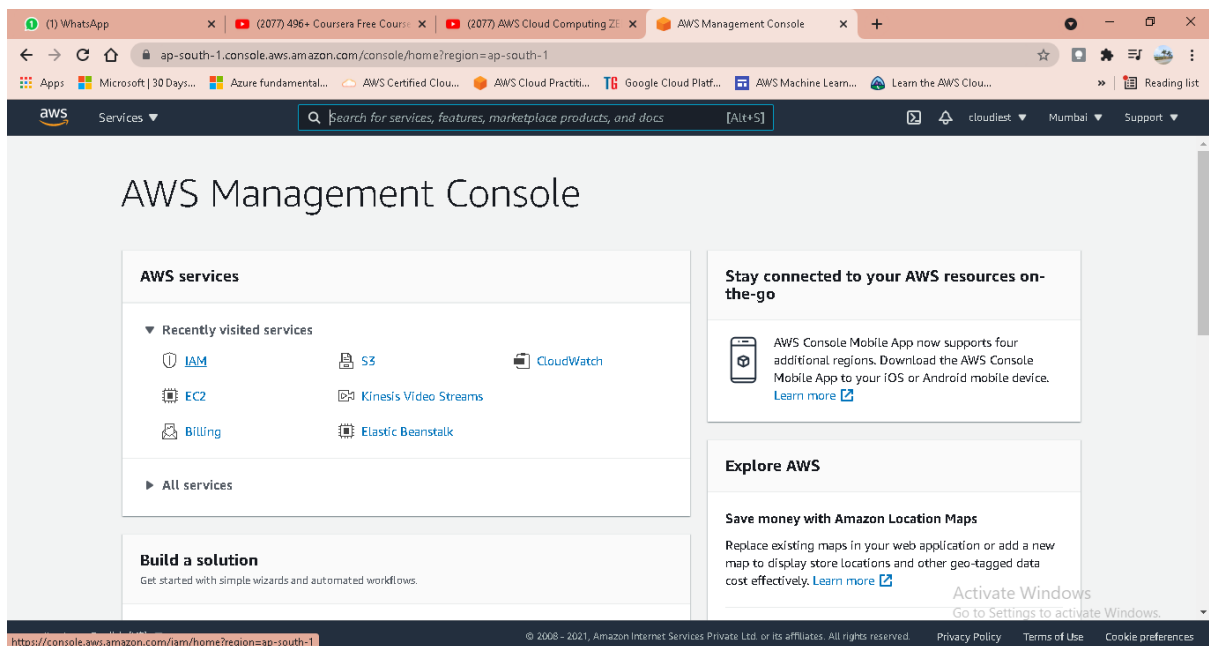 (1) WhatsApp
(2077) 496+ Coursera Free Course
(2077) AWS Cloud Computing ZE
AWS Management Console
ap-south-1.console.aws.amazon.com/console/home?region=ap-south-1
Apps
Microsoft | 30 Days...
Azure fundamental...
AWS Certified Clou...
AWS Cloud Practiti...
Google Cloud Platf...
AWS Machine Learn...
Learn the AWS Clou...
»
Reading list
aws
Services ▼
Search for services, features, marketplace products, and docs
[Alt+S]
cloudiest ▼
Mumbai ▼
Support ▼
AWS Management Console
AWS services
▼ Recently visited services
IAM
S3
CloudWatch
EC2
Kinesis Video Streams
Billing
Elastic Beanstalk
▶ All services
Build a solution
Get started with simple wizards and automated workflows.
Stay connected to your AWS resources on-
the-go
AWS Console Mobile App now supports four
additional regions. Download the AWS Console
Mobile App to your iOS or Android mobile device.
Learn more
Explore AWS
Save money with Amazon Location Maps
Replace existing maps in your web application or add a new
map to display store locations and other geo-tagged data
cost effectively. Learn more
Activate Windows
Go to Settings to activate Windows.
https://console.aws.amazon.com/iam/home?region=ap-south-1
© 2008 - 2021, Amazon Internet Services Private Ltd. or its affiliates. All rights reserved.
Privacy Policy
Terms of Use
Cookie preferences